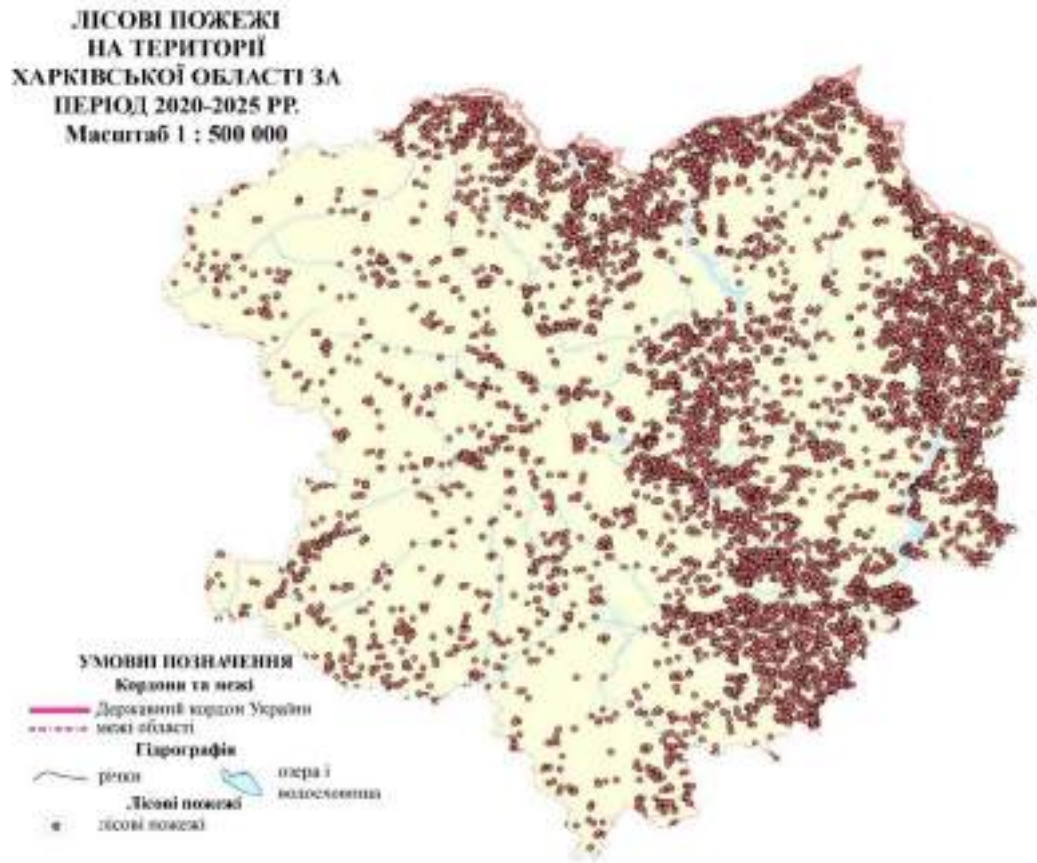 ЛІСОВІ ПОЖЕЖІ
НА ТЕРИТОРІЇ
ХАРКІВСЬКОЇ ОБЛАСТІ ЗА
ПЕРІОД 2020-2025 РР.
Масштаб 1 : 500 000
УМОВНІ ПОЗНАЧЕННЯ
Кордони та межі
Державний кордон України
межі області
Гідрографія
річки
озера і
водосховища
Лісові пожежі
лісові пожежі